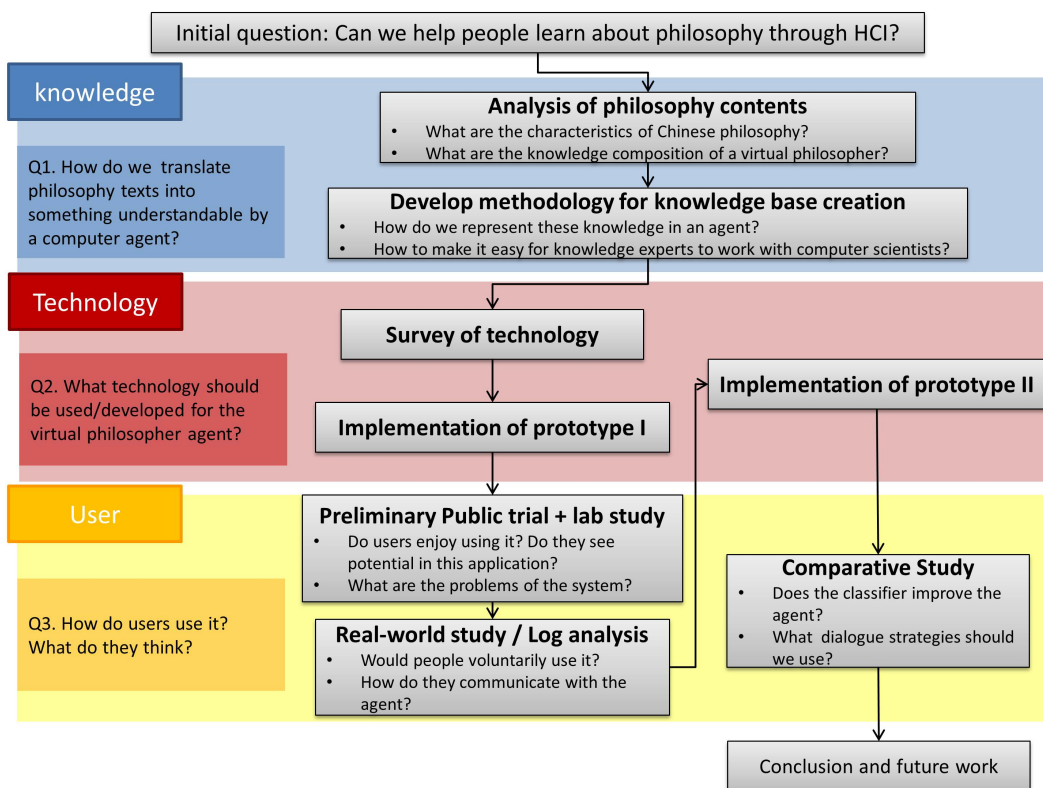 Initial question: Can we help people learn about philosophy through HCI?
knowledge
Analysis of philosophy contents
• What are the characteristics of Chinese philosophy?
• What are the knowledge composition of a virtual philosopher?
Q1. How do we translate
philosophy texts into
something understandable by
a computer agent?
Develop methodology for knowledge base creation
• How do we represent these knowledge in an agent?
• How to make it easy for knowledge experts to work with computer scientists?
Technology
Survey of technology
Q2. What technology should
be used/developed for the
virtual philosopher agent?
Implementation of prototype I
Implementation of prototype II
User
Preliminary Public trial + lab study
• Do users enjoy using it? Do they see
potential in this application?
• What are the problems of the system?
Q3. How do users use it?
What do they think?
Real-world study / Log analysis
• Would people voluntarily use it?
• How do they communicate with the
agent?
Comparative Study
• Does the classifier improve the
agent?
• What dialogue strategies should
we use?
Conclusion and future work